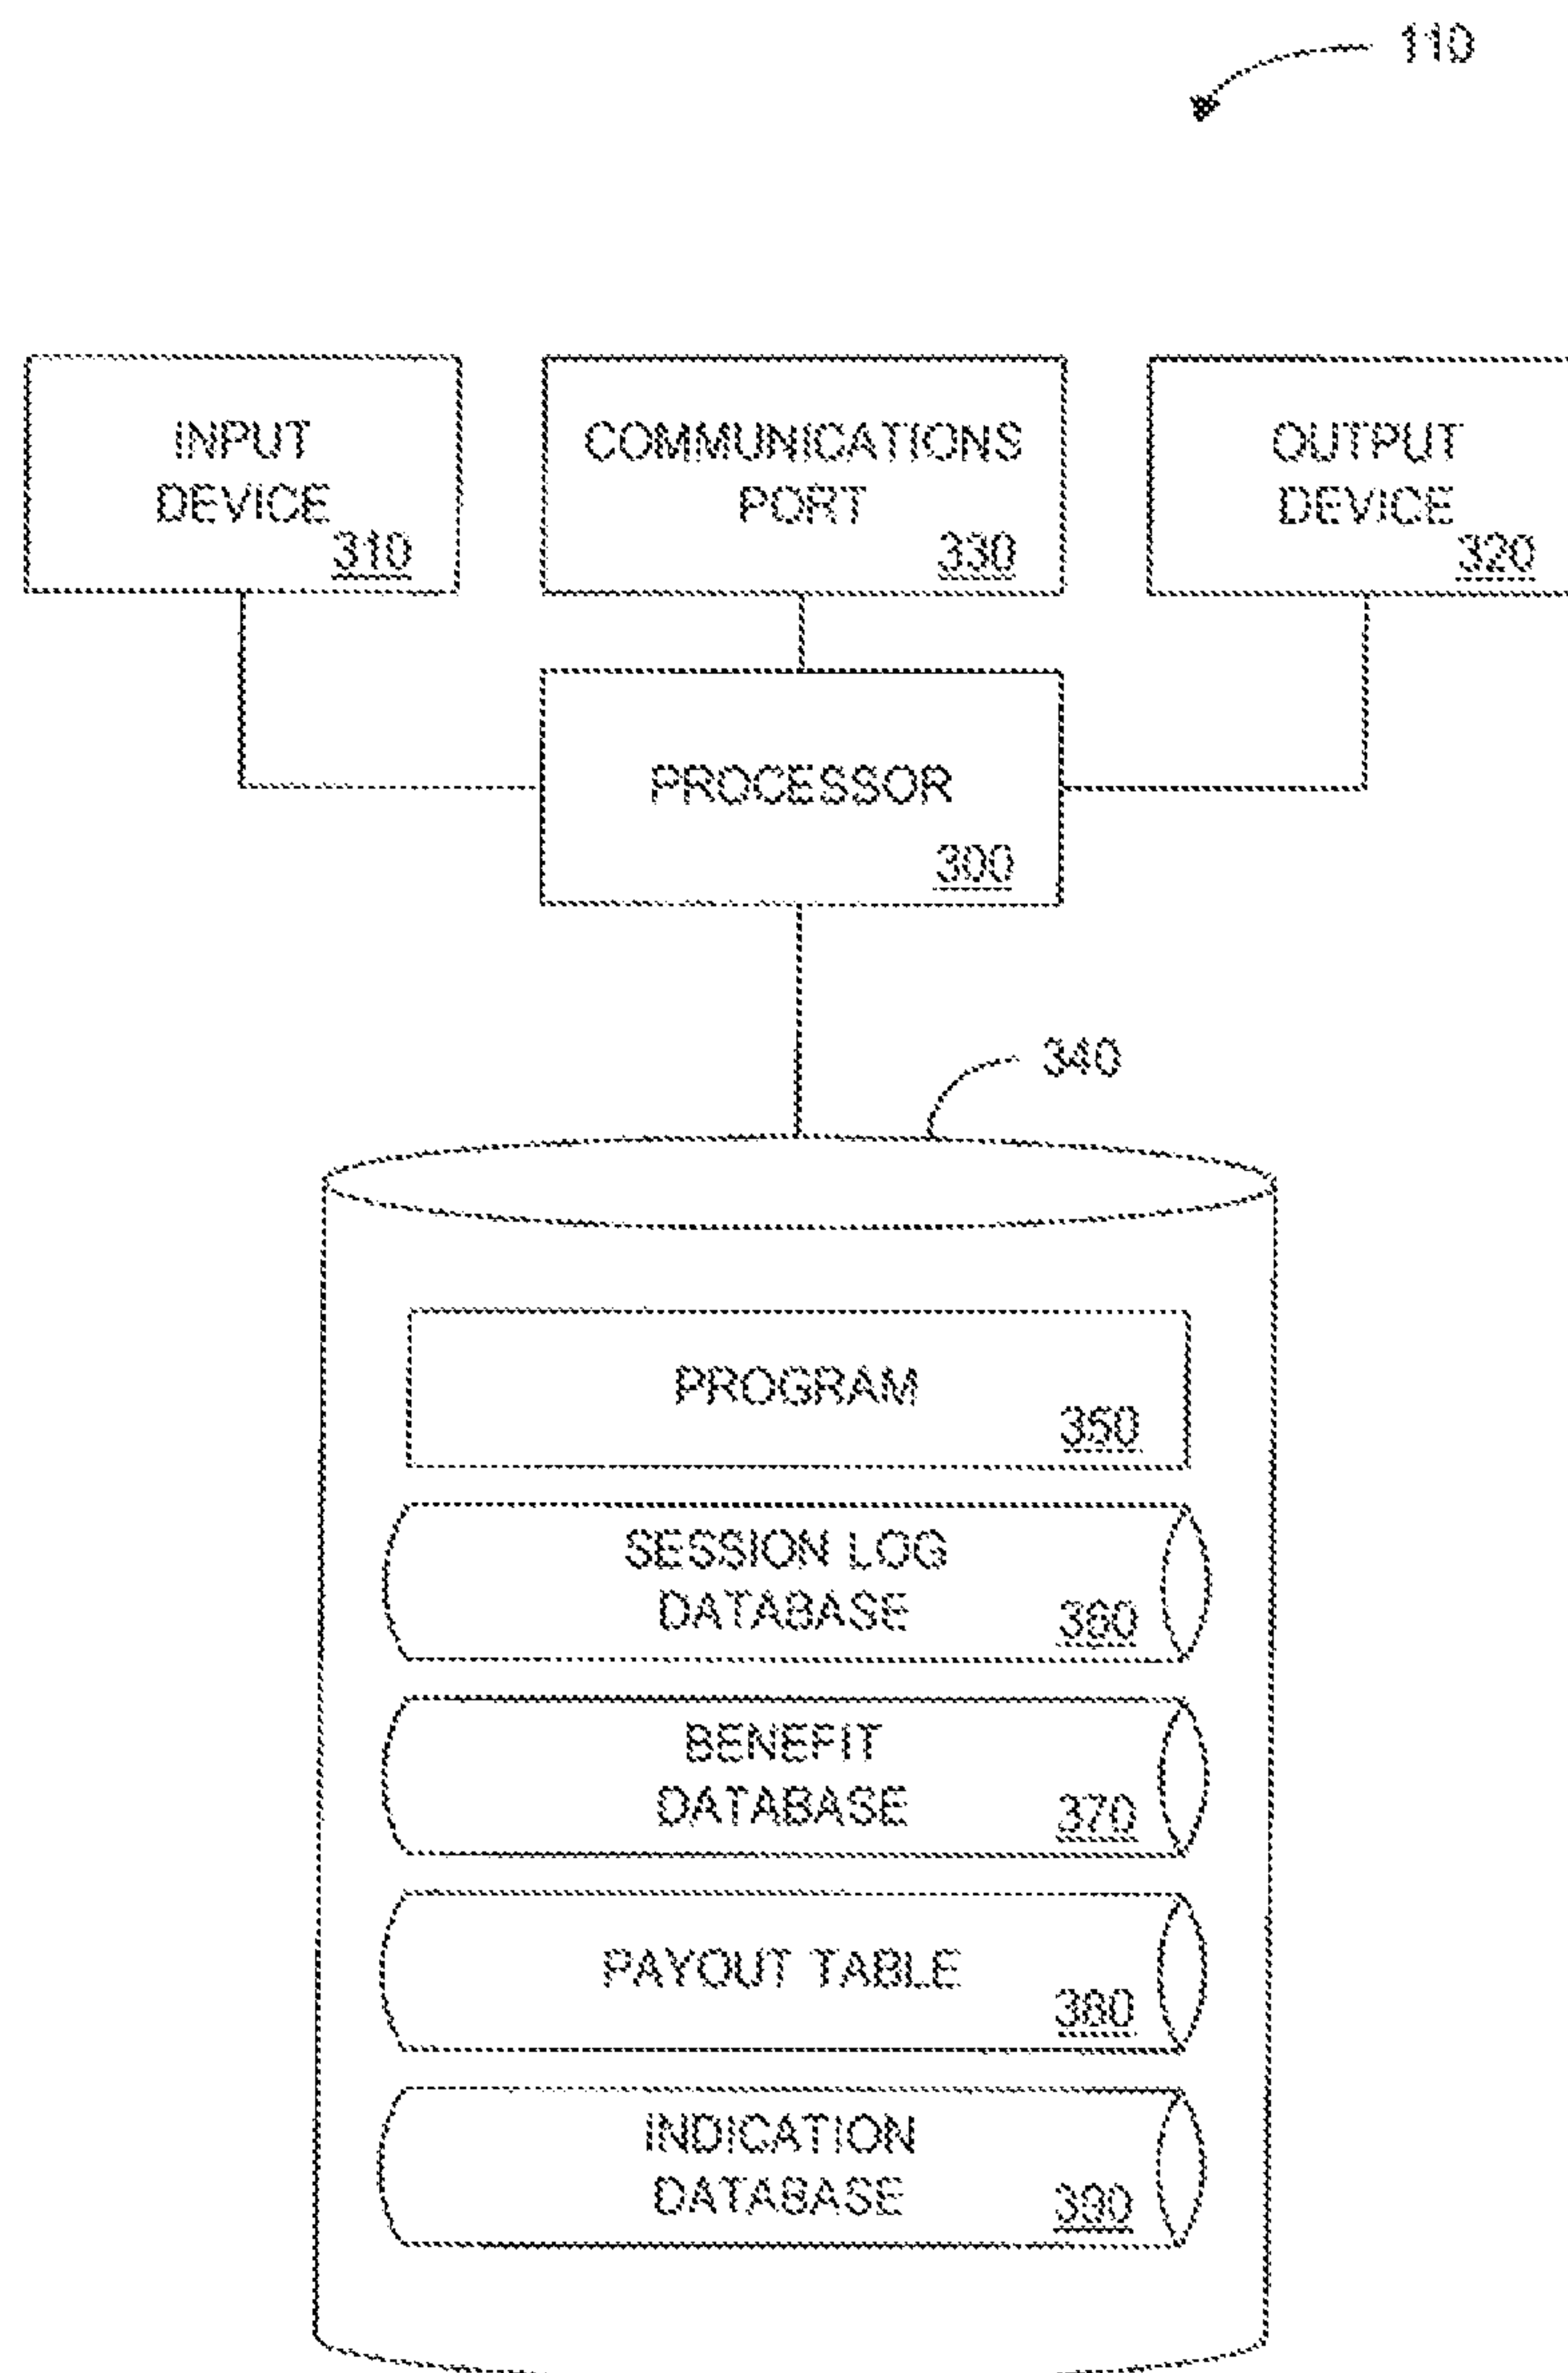 110
INPUT
DEVICE
310
COMMUNICATIONS
PORT
330
OUTPUT
DEVICE
320
PROCESSOR
300
340
PROGRAM
350
SESSION LOG
DATABASE
360
BENEFIT
DATABASE
370
PAYOUT TABLE
380
INDICATION
DATABASE
390